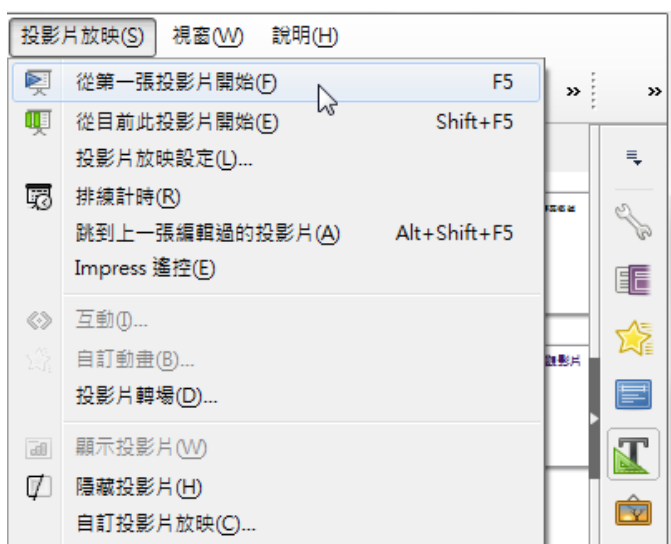 投影片放映(S) 視窗(W) 說明(H)
從第一張投影片開始(F) F5
從目前此投影片開始(E) Shift+F5
投影片放映設定(L)...
排練計時(R)
跳到上一張編輯過的投影片(A) Alt+Shift+F5
Impress 遙控(E)
互動(I)...
自訂動畫(B)...
投影片轉場(D)...
顯示投影片(W)
隱藏投影片(H)
自訂投影片放映(C)...